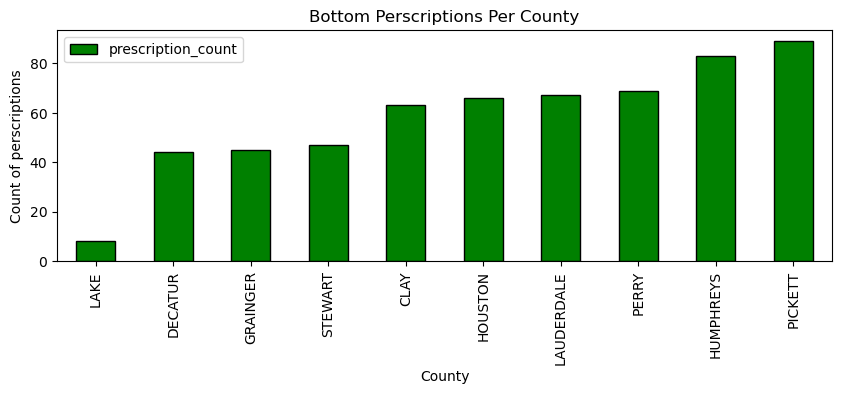 Bottom Perscriptions Per County
prescription_count
Count of perscriptions
80
60
40
20
0
LAKE
DECATUR
GRAINGER
STEWART
CLAY
HOUSTON
LAUDERDALE
PERRY
HUMPHREYS
PICKETT
County